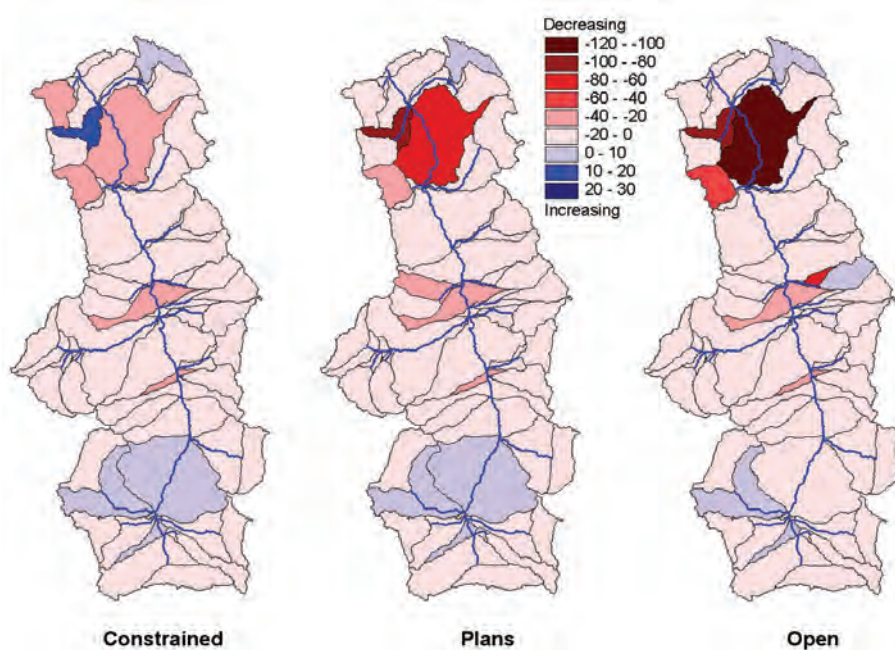 Decreasing
-120 - -100
-100 - -80
-80 - -60
-60 - -40
-40 - -20
-20 - 0
0 - 10
10 - 20
20 - 30
Increasing
Constrained
Plans
Open